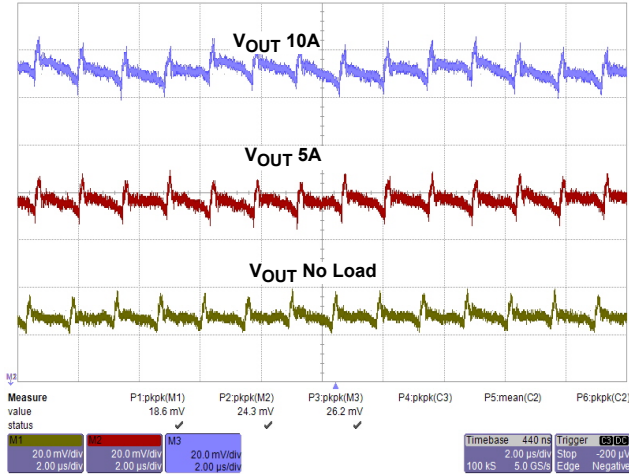 VOUT 10A
VOUT 5A
VOUT No Load
Measure P1:pkpk(M1) P2:pkpk(M2) P3:pkpk(M3) P4:pkpk(C3) P5:mean(C2) P6:pkpk(C2)
value 18.6 mV 24.3 mV 26.2 mV
status
M1 M2 M3 Timebase 440 ns Trigger C3 DC
20.0 mV/div 20.0 mV/div 20.0 mV/div 2.00 µs/div Stop -200 µV
2.00 µs/div 2.00 µs/div 2.00 µs/div 100 kS 5.0 GS/s Edge Negative